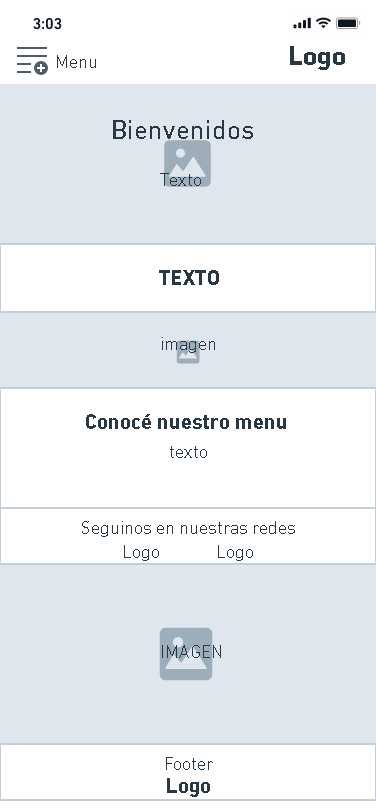 3:03
Menu
Logo
Bienvenidos
Texto
TEXTO
imagen
Conocé nuestro menu
texto
Seguinos en nuestras redes
Logo Logo
IMAGEN
Footer
Logo